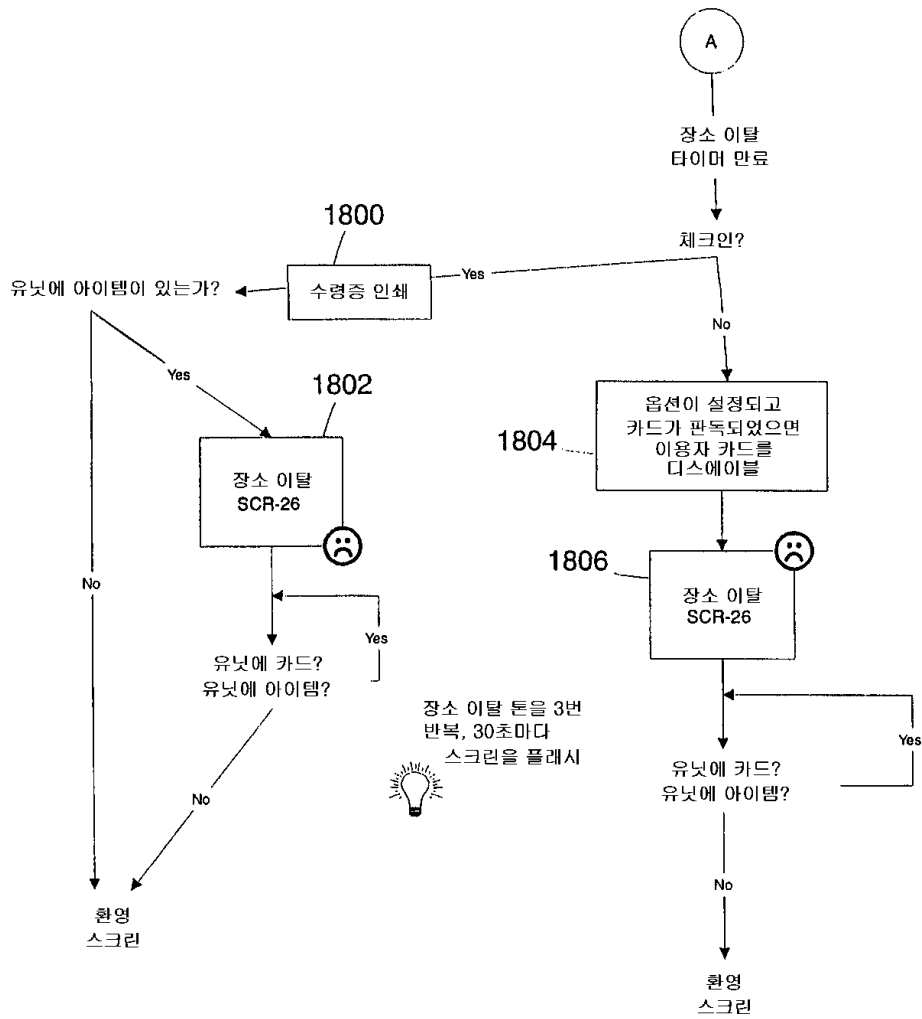 A
장소 이탈
타이머 만료
체크인?
Yes
No
1800
수령증 인쇄
유닛에 아이템이 있는가?
Yes
No
1802
장소 이탈
SCR-26
Yes
유닛에 카드?
유닛에 아이템?
No
환영
스크린
장소 이탈 톤을 3번
반복, 30초마다
스크린을 플래시
1804
옵션이 설정되고
카드가 판독되었으면
이용자 카드를
디스에이블
1806
장소 이탈
SCR-26
Yes
유닛에 카드?
유닛에 아이템?
No
환영
스크린